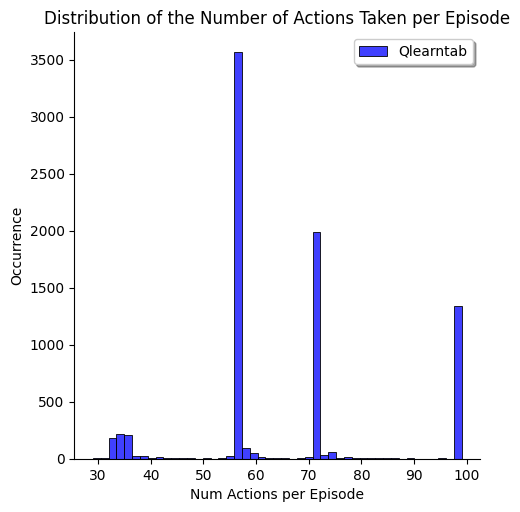 Distribution of the Number of Actions Taken per Episode
Qlearntab
3500
3000
2500
2000
1500
1000
500
0
Occurrence
30 40 50 60 70 80 90 100
Num Actions per Episode